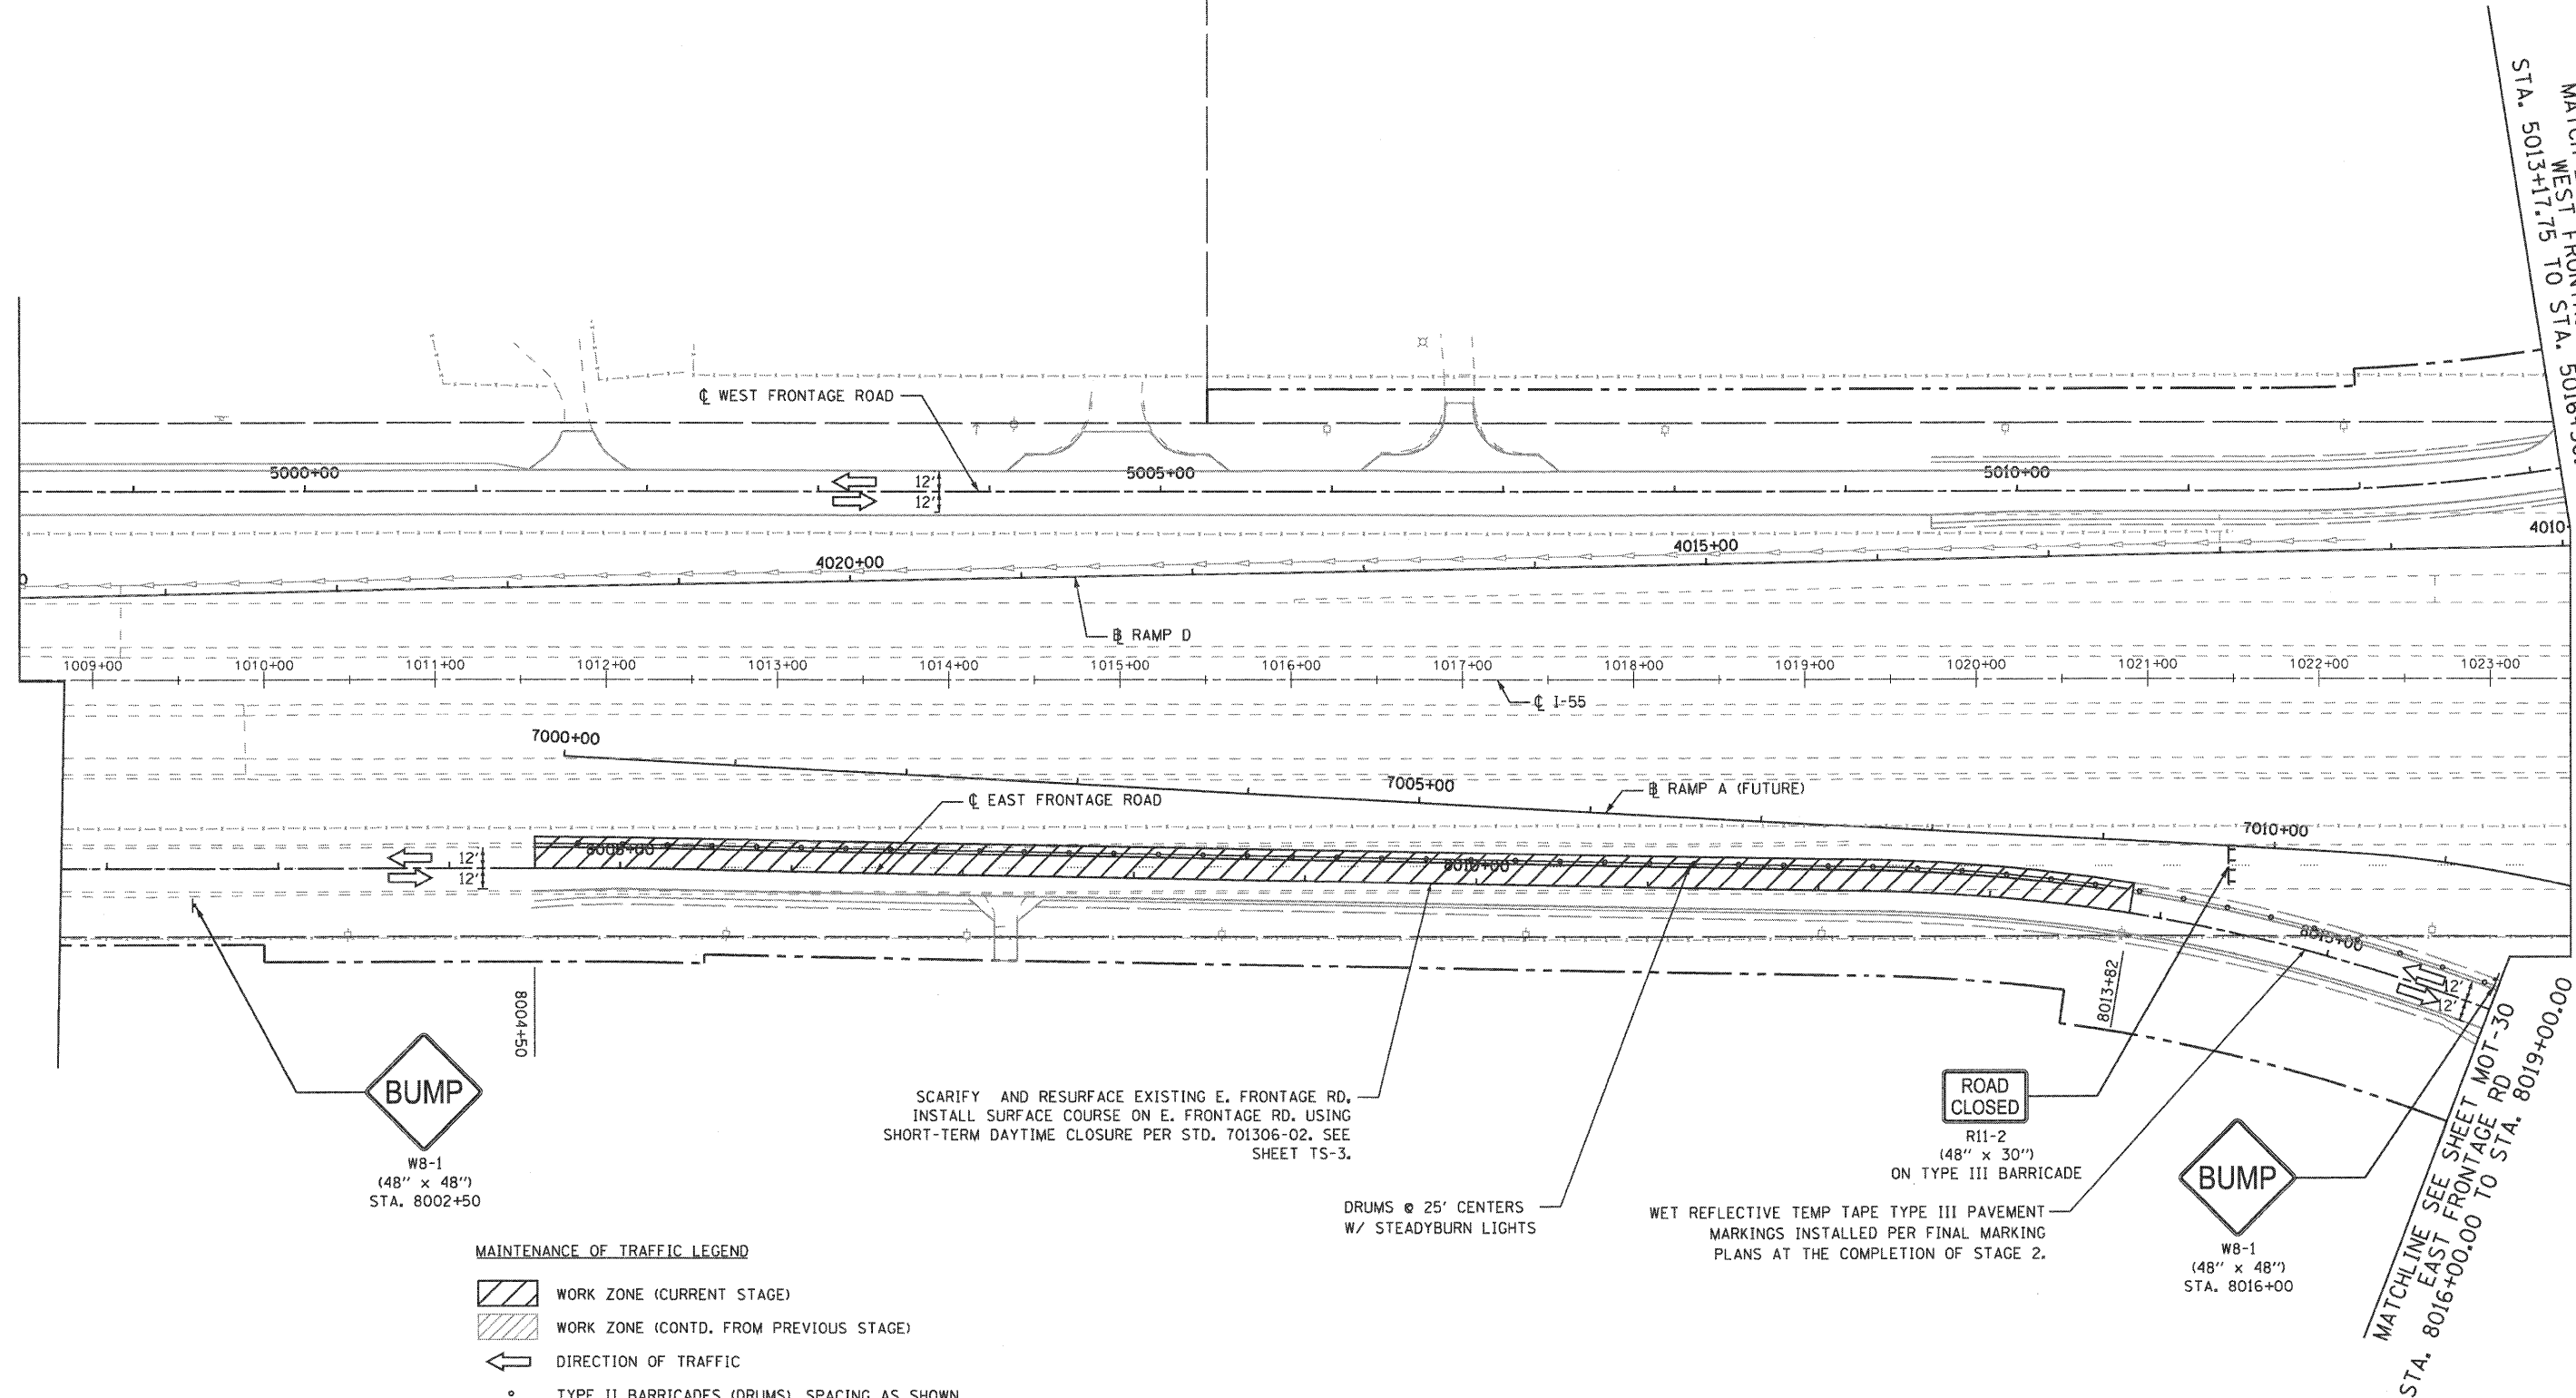 MATCHLINE SEE SHEET MOT-30
EAST FRONTAGE RD
STA. 8016+00.00 TO STA. 8019+00.00
WEST
STA. 5013+17.75 TO STA.
℄ WEST FRONTAGE ROAD
5000+00
5005+00
5010+00
12'
12'
4020+00
4015+00
4010
RAMP D
1009+00
1010+00
1011+00
1012+00
1013+00
1014+00
1015+00
1016+00
1017+00
1018+00
1019+00
1020+00
1021+00
1022+00
1023+00
℄ I-55
7000+00
7005+00
7010+00
RAMP A (FUTURE)
℄ EAST FRONTAGE ROAD
12'
12'
8005+00
8010+00
8015+00
12'
12'
8004+50
8013+82
BUMP
W8-1
(48" x 48")
STA. 8002+50
SCARIFY AND RESURFACE EXISTING E. FRONTAGE RD.
INSTALL SURFACE COURSE ON E. FRONTAGE RD. USING
SHORT-TERM DAYTIME CLOSURE PER STD. 701306-02. SEE
SHEET TS-3.
DRUMS @ 25' CENTERS
W/ STEADYBURN LIGHTS
ROAD
CLOSED
R11-2
(48" x 30")
ON TYPE III BARRICADE
WET REFLECTIVE TEMP TAPE TYPE III PAVEMENT
MARKINGS INSTALLED PER FINAL MARKING
PLANS AT THE COMPLETION OF STAGE 2.
BUMP
W8-1
(48" x 48")
STA. 8016+00
MAINTENANCE OF TRAFFIC LEGEND
WORK ZONE (CURRENT STAGE)
WORK ZONE (CONTD. FROM PREVIOUS STAGE)
DIRECTION OF TRAFFIC
TYPE II BARRICADES (DRUMS), SPACING AS SHOWN